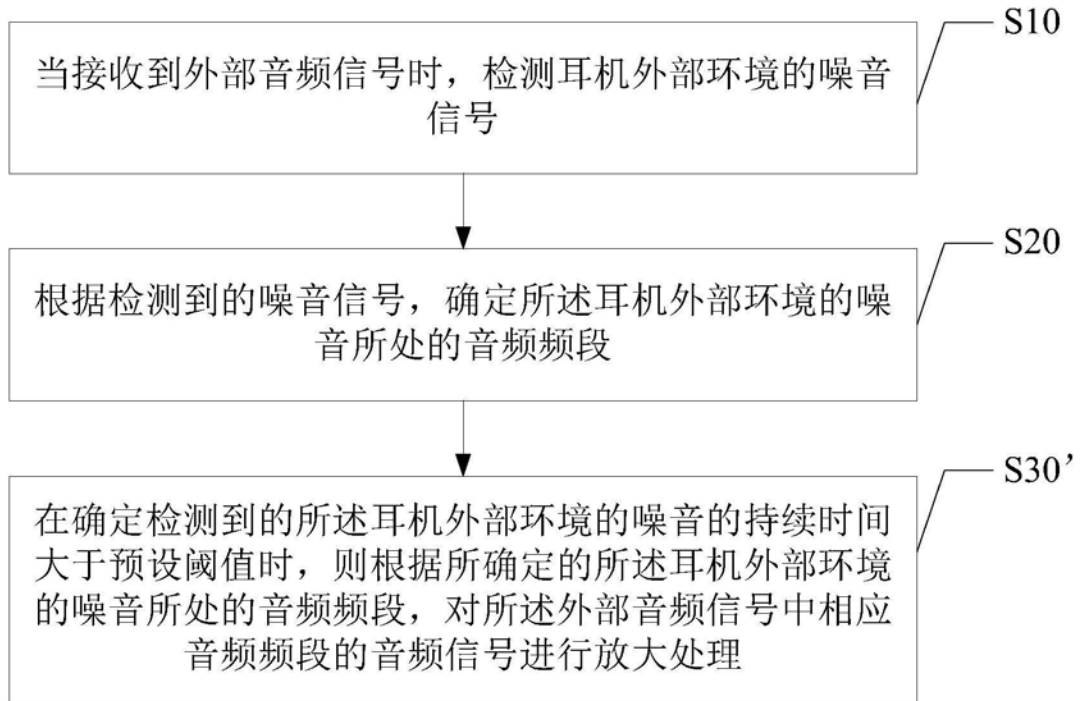 S10
当接收到外部音频信号时，检测耳机外部环境的噪音
信号
S20
根据检测到的噪音信号，确定所述耳机外部环境的噪
音所处的音频频段
S30’
在确定检测到的所述耳机外部环境的噪音的持续时间
大于预设阈值时，则根据所确定的所述耳机外部环境
的噪音所处的音频频段，对所述外部音频信号中相应
音频频段的音频信号进行放大处理